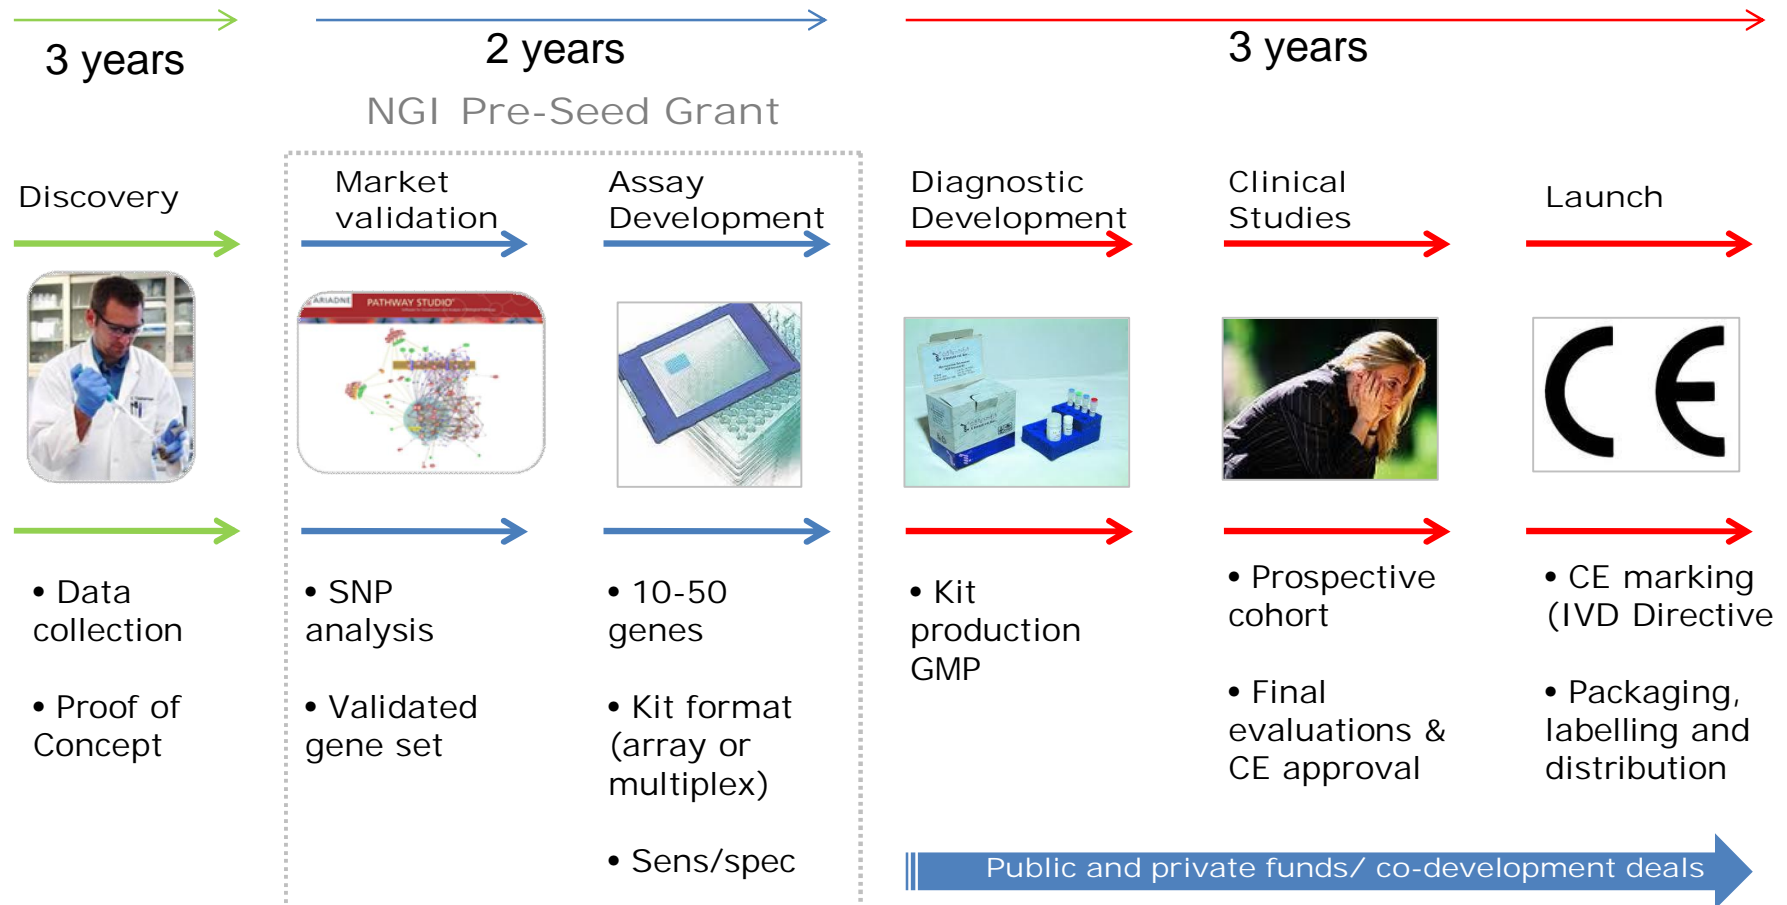 3 years
2 years
3 years
NGI Pre-Seed Grant
Discovery
Market
validation
Assay
Development
Diagnostic
Development
Clinical
Studies
Launch
ARIADNE
PATHWAY STUDIO
• Data
collection
• Proof of
Concept
• SNP
analysis
• Validated
gene set
• 10-50
genes
• Kit format
(array or
multiplex)
• Sens/spec
• Kit
production
GMP
• Prospective
cohort
• Final
evaluations &
CE approval
CE
• CE marking
(IVD Directive
• Packaging,
labelling and
distribution
Public and private funds/ co-development deals